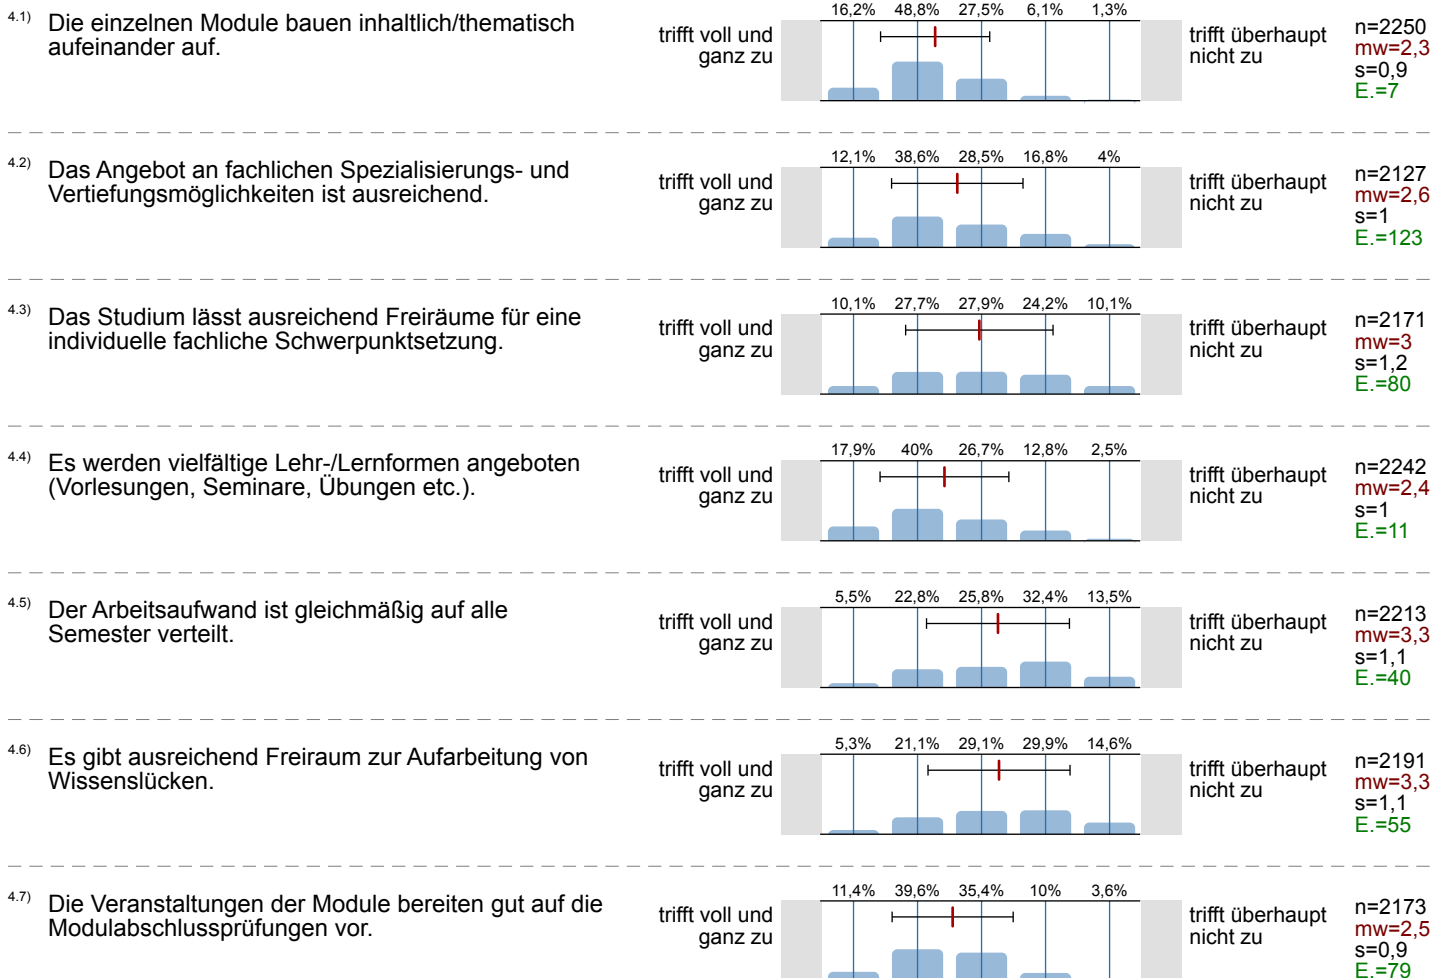 4.1) Die einzelnen Module bauen inhaltlich/thematisch
aufeinander auf.
trifft voll und
ganz zu
16,2% 48,8% 27,5% 6,1% 1,3%
trifft überhaupt
nicht zu
n=2250
mw=2,3
s=0,9
E.=7
4.2) Das Angebot an fachlichen Spezialisierungs- und
Vertiefungsmöglichkeiten ist ausreichend.
trifft voll und
ganz zu
12,1% 38,6% 28,5% 16,8% 4%
trifft überhaupt
nicht zu
n=2127
mw=2,6
s=1
E.=123
4.3) Das Studium lässt ausreichend Freiräume für eine
individuelle fachliche Schwerpunktsetzung.
trifft voll und
ganz zu
10,1% 27,7% 27,9% 24,2% 10,1%
trifft überhaupt
nicht zu
n=2171
mw=3
s=1,2
E.=80
4.4) Es werden vielfältige Lehr-/Lernformen angeboten
(Vorlesungen, Seminare, Übungen etc.).
trifft voll und
ganz zu
17,9% 40% 26,7% 12,8% 2,5%
trifft überhaupt
nicht zu
n=2242
mw=2,4
s=1
E.=11
4.5) Der Arbeitsaufwand ist gleichmäßig auf alle
Semester verteilt.
trifft voll und
ganz zu
5,5% 22,8% 25,8% 32,4% 13,5%
trifft überhaupt
nicht zu
n=2213
mw=3,3
s=1,1
E.=40
4.6) Es gibt ausreichend Freiraum zur Aufarbeitung von
Wissenslücken.
trifft voll und
ganz zu
5,3% 21,1% 29,1% 29,9% 14,6%
trifft überhaupt
nicht zu
n=2191
mw=3,3
s=1,1
E.=55
4.7) Die Veranstaltungen der Module bereiten gut auf die
Modulabschlussprüfungen vor.
trifft voll und
ganz zu
11,4% 39,6% 35,4% 10% 3,6%
trifft überhaupt
nicht zu
n=2173
mw=2,5
s=0,9
E.=79